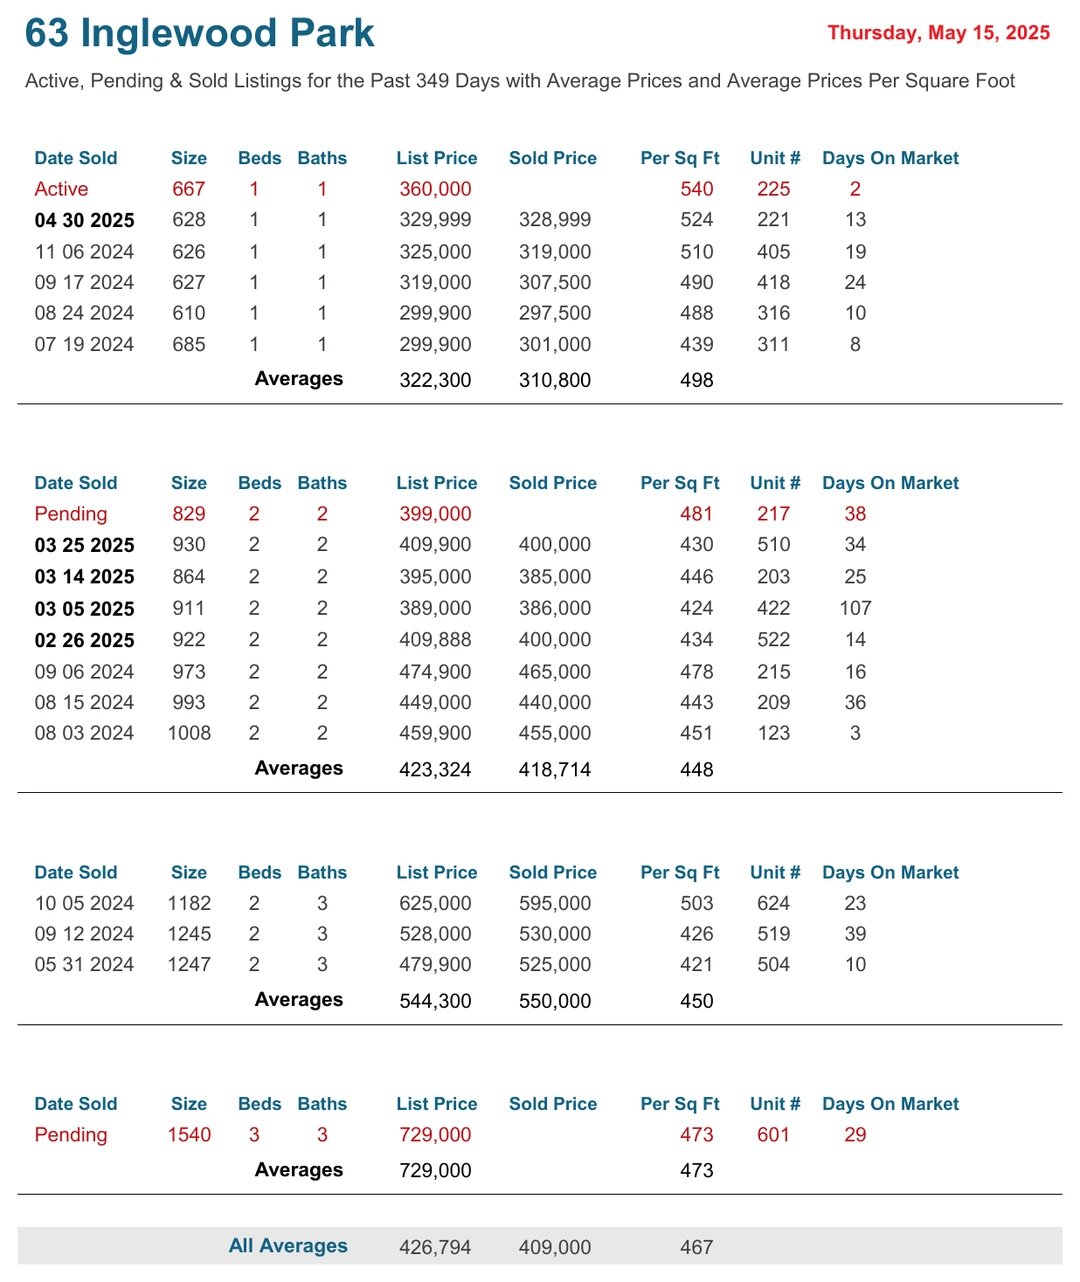 63 Inglewood Park
Thursday, May 15, 2025
Active, Pending & Sold Listings for the Past 349 Days with Average Prices and Average Prices Per Square Foot
Date Sold Size Beds Baths List Price Sold Price Per Sq Ft Unit # Days On Market
Active 667 1 1 360,000 540 225 2
04 30 2025 628 1 1 329,999 328,999 524 221 13
11 06 2024 626 1 1 325,000 319,000 510 405 19
09 17 2024 627 1 1 319,000 307,500 490 418 24
08 24 2024 610 1 1 299,900 297,500 488 316 10
07 19 2024 685 1 1 299,900 301,000 439 311 8
Averages 322,300 310,800 498
Date Sold Size Beds Baths List Price Sold Price Per Sq Ft Unit # Days On Market
Pending 829 2 2 399,000 481 217 38
03 25 2025 930 2 2 409,900 400,000 430 510 34
03 14 2025 864 2 2 395,000 385,000 446 203 25
03 05 2025 911 2 2 389,000 386,000 424 422 107
02 26 2025 922 2 2 409,888 400,000 434 522 14
09 06 2024 973 2 2 474,900 465,000 478 215 16
08 15 2024 993 2 2 449,000 440,000 443 209 36
08 03 2024 1008 2 2 459,900 455,000 451 123 3
Averages 423,324 418,714 448
Date Sold Size Beds Baths List Price Sold Price Per Sq Ft Unit # Days On Market
10 05 2024 1182 2 3 625,000 595,000 503 624 23
09 12 2024 1245 2 3 528,000 530,000 426 519 39
05 31 2024 1247 2 3 479,900 525,000 421 504 10
Averages 544,300 550,000 450
Date Sold Size Beds Baths List Price Sold Price Per Sq Ft Unit # Days On Market
Pending 1540 3 3 729,000 473 601 29
Averages 729,000 473
All Averages 426,794 409,000 467